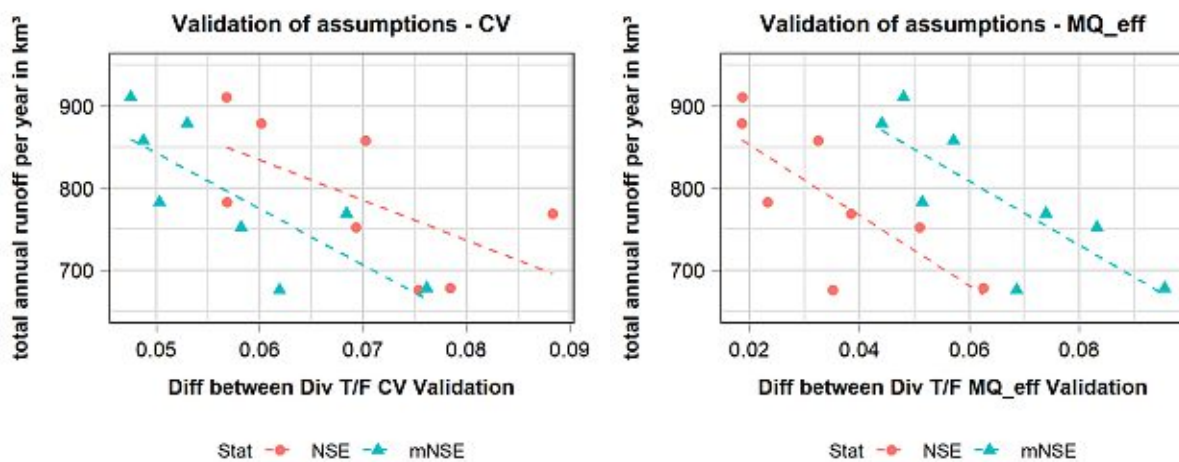 Validation of assumptions - CV
total annual runoff per year in km³
900
800
700
0.05 0.06 0.07 0.08 0.09
Diff between Div T/F CV Validation
Stat NSE mNSE
Validation of assumptions - MQ_eff
total annual runoff per year in km³
900
800
700
0.02 0.04 0.06 0.08
Diff between Div T/F MQ_eff Validation
Stat NSE mNSE